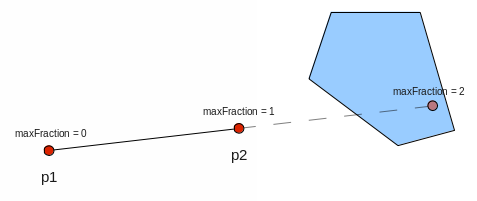 maxFraction = 2
maxFraction = 1
maxFraction = 0
p2
p1